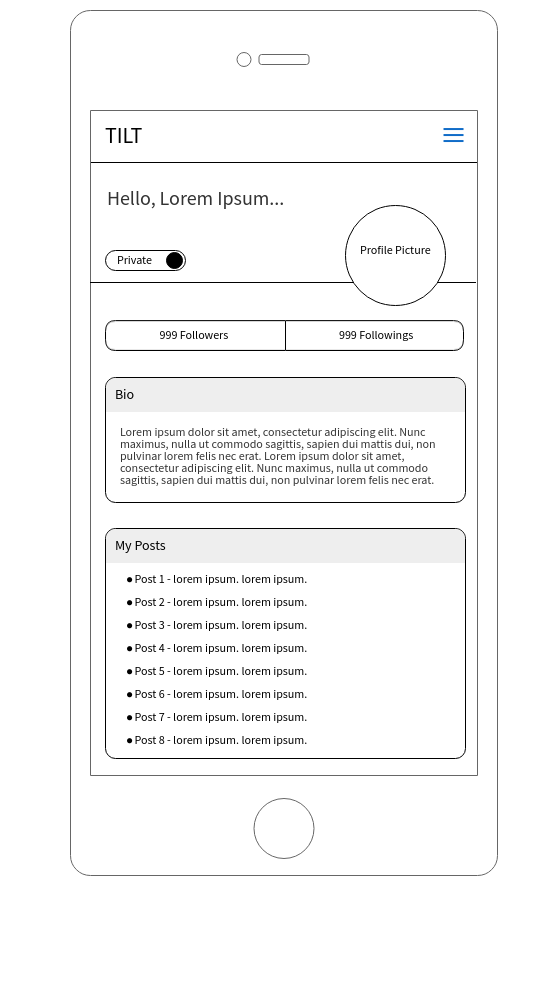 TILT
Hello, Lorem Ipsum...
Profile Picture
Private
999 Followers
999 Followings
Bio
Lorem ipsum dolor sit amet, consectetur adipiscing elit. Nunc
maximus, nulla ut commodo sagittis, sapien dui mattis dui, non
pulvinar lorem felis nec erat. Lorem ipsum dolor sit amet,
consectetur adipiscing elit. Nunc maximus, nulla ut commodo
sagittis, sapien dui mattis dui, non pulvinar lorem felis nec erat.
My Posts
● Post 1 - lorem ipsum. lorem ipsum.
● Post 2 - lorem ipsum. lorem ipsum.
● Post 3 - lorem ipsum. lorem ipsum.
● Post 4 - lorem ipsum. lorem ipsum.
● Post 5 - lorem ipsum. lorem ipsum.
● Post 6 - lorem ipsum. lorem ipsum.
● Post 7 - lorem ipsum. lorem ipsum.
● Post 8 - lorem ipsum. lorem ipsum.